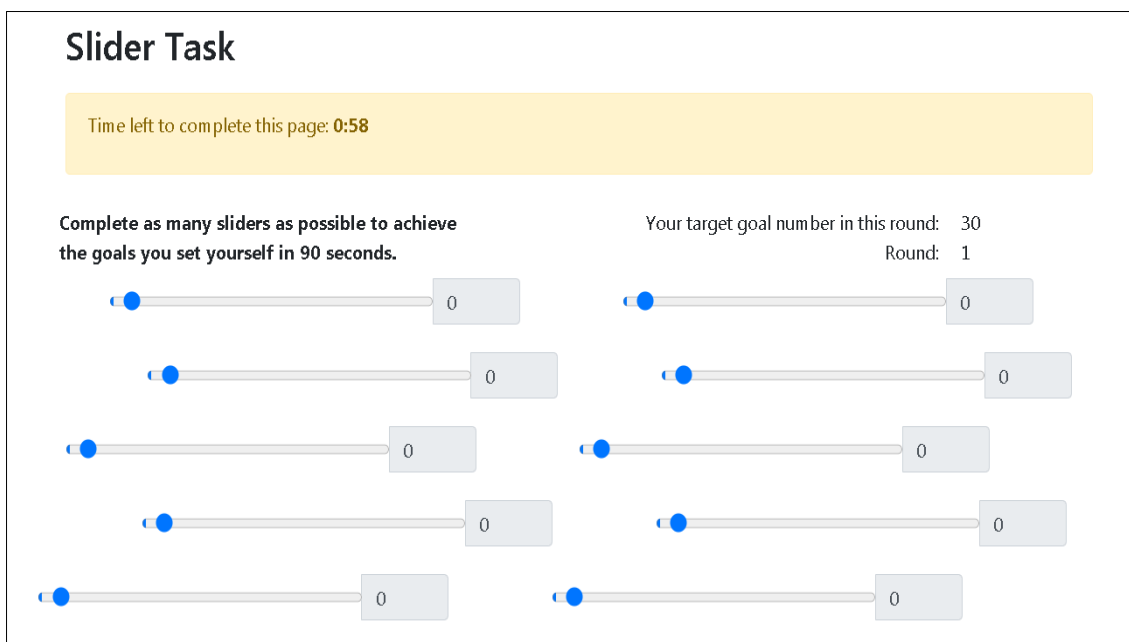 Slider Task
Time left to complete this page: 0:58
Complete as many sliders as possible to achieve
the goals you set yourself in 90 seconds.
Your target goal number in this round: 30
Round: 1
0 0
0 0
0 0
0 0
0 0